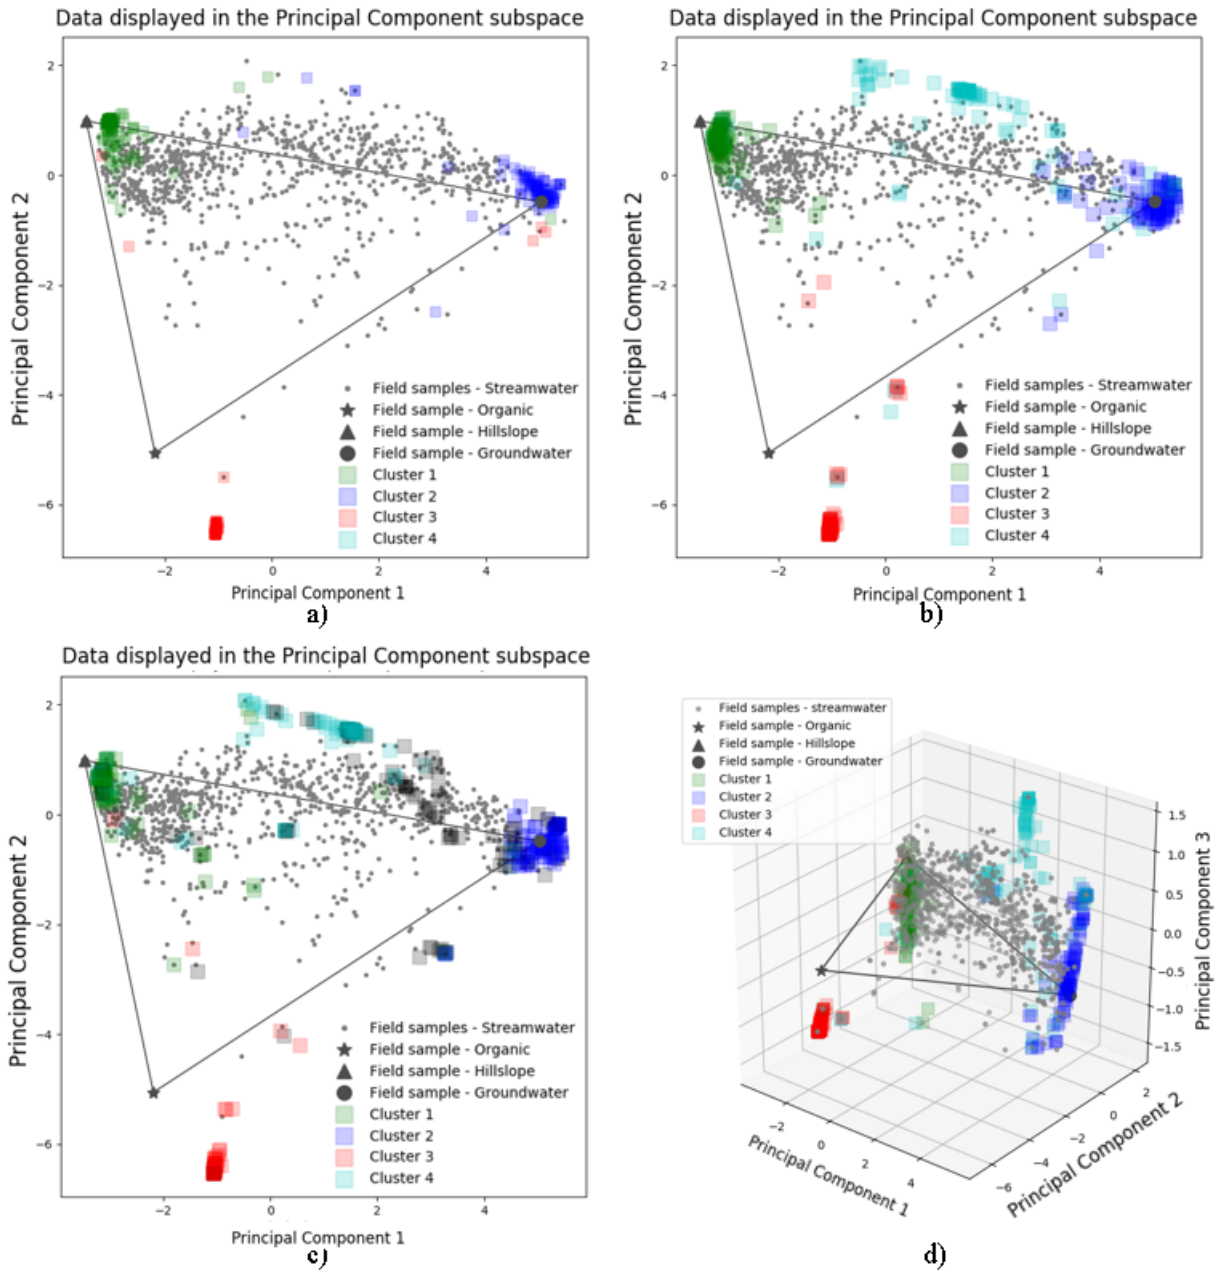 Data displayed in the Principal Component subspace
2
0
−2
−4
−6
−2
0
2
4
Principal Component 2
Field samples - Streamwater
Field sample - Organic
Field sample - Hillslope
Field sample - Groundwater
Cluster 1
Cluster 2
Cluster 3
Cluster 4
Principal Component 1
a)
Data displayed in the Principal Component subspace
2
0
−2
−4
−6
−2
0
2
4
Principal Component 2
Field samples - Streamwater
Field sample - Organic
Field sample - Hillslope
Field sample - Groundwater
Cluster 1
Cluster 2
Cluster 3
Cluster 4
Principal Component 1
b)
Data displayed in the Principal Component subspace
2
0
−2
−4
−6
−2
0
2
4
Principal Component 2
Field samples - Streamwater
Field sample - Organic
Field sample - Hillslope
Field sample - Groundwater
Cluster 1
Cluster 2
Cluster 3
Cluster 4
Principal Component 1
c)
Field samples - streamwater
Field sample - Organic
Field sample - Hillslope
Field sample - Groundwater
Cluster 1
Cluster 2
Cluster 3
Cluster 4
1.5
1.0
0.5
0.0
−0.5
−1.0
−1.5
Principal Component 3
2
0
−2
−4
−6
Principal Component 2
−2
0
2
4
Principal Component 1
d)